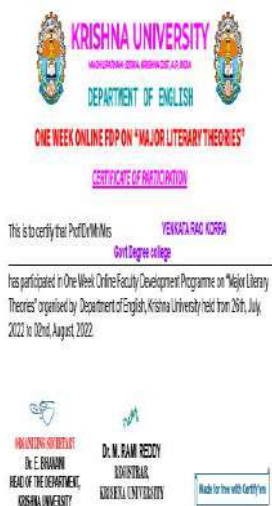 KRISHNA UNIVERSITY
DEPARTMENT OF ENGLISH
ONE WEEK ONLINE FDP ON "MAJOR LITERARY THEORIES"
CERTIFICATE OF PARTICIPATION
This is to certify that Prof/Dr/Mr/Mrs VENKATA RAO KORRA
Govt Degree college
has participated in One Week Online Faculty Development Programme on "Major Literary
Theories" organised by Department of English, Krishna University held from 26th, July,
2022 to 02nd, August, 2022.
ORGANIZING SECRETARY
Dr. E. BHAVANI
HEAD OF THE DEPARTMENT,
KRISHNA UNIVERSITY
Dr. M. RAMI REDDY
REGISTRAR
KRISHNA UNIVERSITY
Made for free with Certify'em